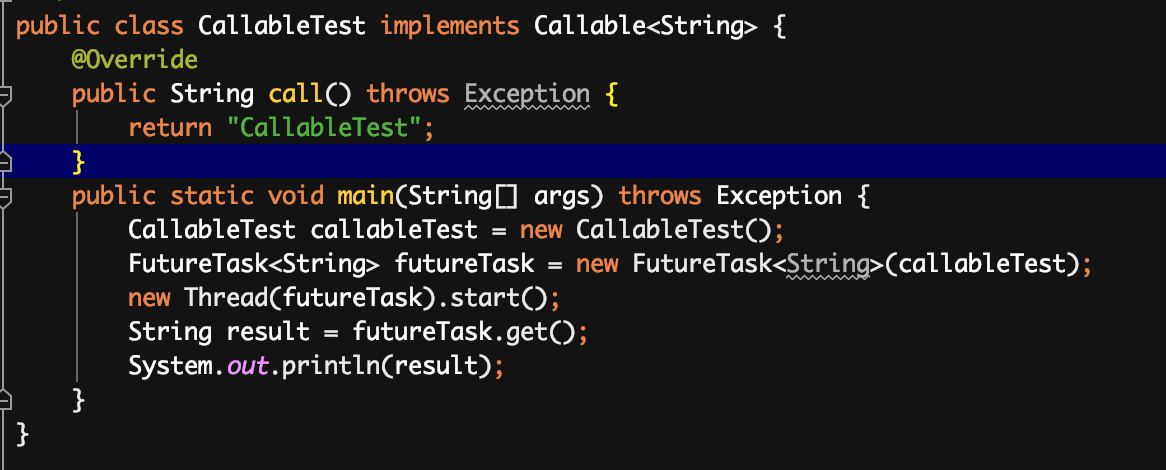 public class CallableTest implements Callable<String> {
@Override
public String call() throws Exception {
return "CallableTest";
}
public static void main(String[] args) throws Exception {
CallableTest callableTest = new CallableTest();
FutureTask<String> futureTask = new FutureTask<String>(callableTest);
new Thread(futureTask).start();
String result = futureTask.get();
System.out.println(result);
}
}